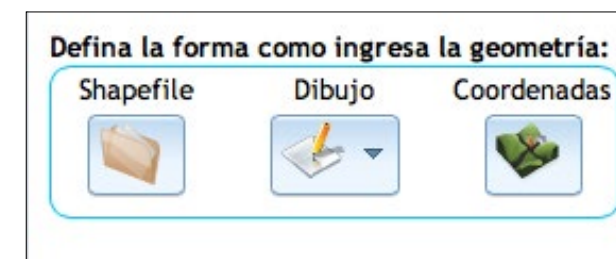 Defina la forma como ingresa la geometría:
Shapefile Dibujo Coordenadas